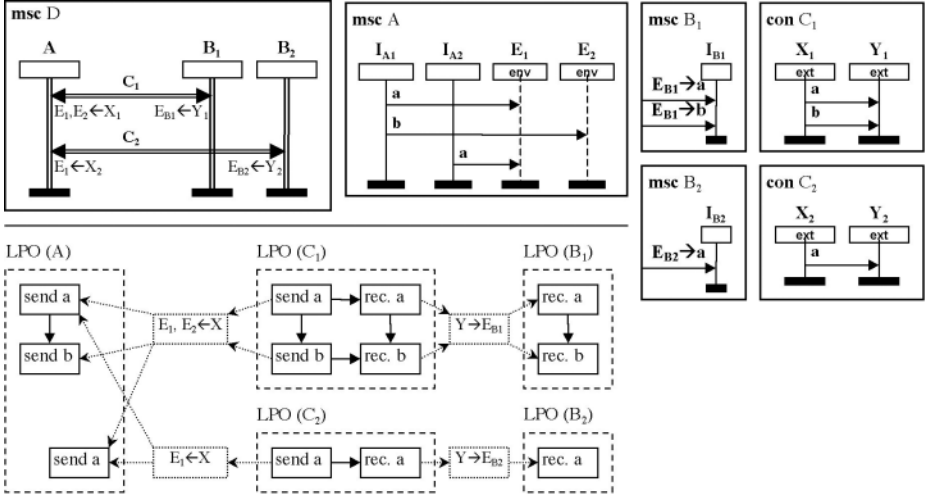 msc D
A
B1
B2
C1
E1,E2←X1
EB1←Y1
C2
E1←X2
EB2←Y2
msc A
IA1
IA2
E1
E2
env
env
a
b
a
msc B1
IB1
EB1→a
EB1→b
con C1
X1
Y1
ext
ext
a
b
msc B2
IB2
EB2→a
con C2
X2
Y2
ext
ext
a
LPO (A)
LPO (C1)
LPO (B1)
send a
send a
rec. a
rec. a
E1, E2←X
Y→EB1
send b
send b
rec. b
rec. b
LPO (C2)
LPO (B2)
send a
E1←X
send a
rec. a
Y→EB2
rec. a